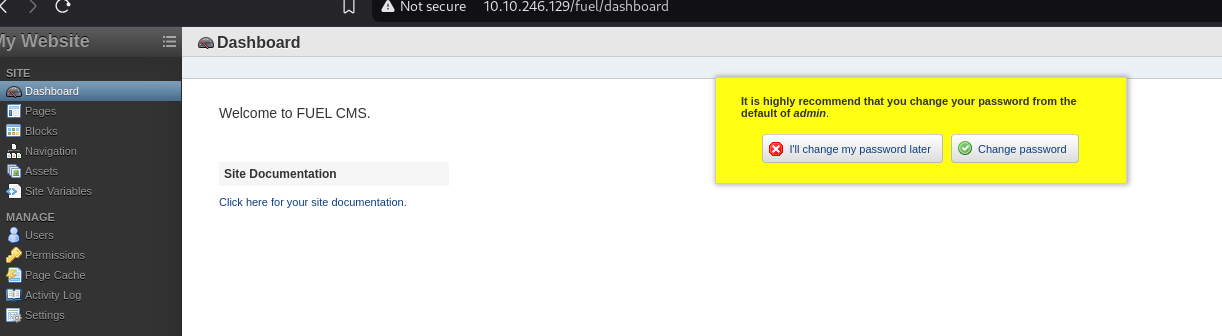 Not secure 10.10.246.129/fuel/dashboard
My Website
Dashboard
SITE
Dashboard
Pages
Blocks
Navigation
Assets
Site Variables
MANAGE
Users
Permissions
Page Cache
Activity Log
Settings
Welcome to FUEL CMS.
Site Documentation
Click here for your site documentation.
It is highly recommend that you change your password from the
default of admin.
I'll change my password later
Change password